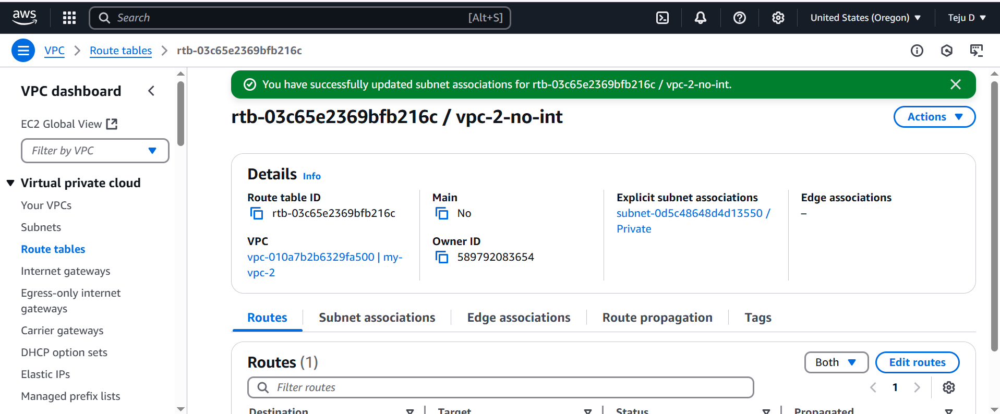 aws
Search
[Alt+S]
United States (Oregon)
Teju D
VPC
Route tables
rtb-03c65e2369bfb216c
VPC dashboard
EC2 Global View
Filter by VPC
Virtual private cloud
Your VPCs
Subnets
Route tables
Internet gateways
Egress-only internet
gateways
Carrier gateways
DHCP option sets
Elastic IPs
Managed prefix lists
You have successfully updated subnet associations for rtb-03c65e2369bfb216c / vpc-2-no-int.
rtb-03c65e2369bfb216c / vpc-2-no-int
Actions
Details Info
Route table ID
rtb-03c65e2369bfb216c
Main
No
Explicit subnet associations
subnet-0d5c48648d4d13550 /
Private
Edge associations
–
VPC
vpc-010a7b2b6329fa500 | my-
vpc-2
Owner ID
589792083654
Routes
Subnet associations
Edge associations
Route propagation
Tags
Routes (1)
Both
Edit routes
Filter routes
1
Destination
Target
Status
Propagated